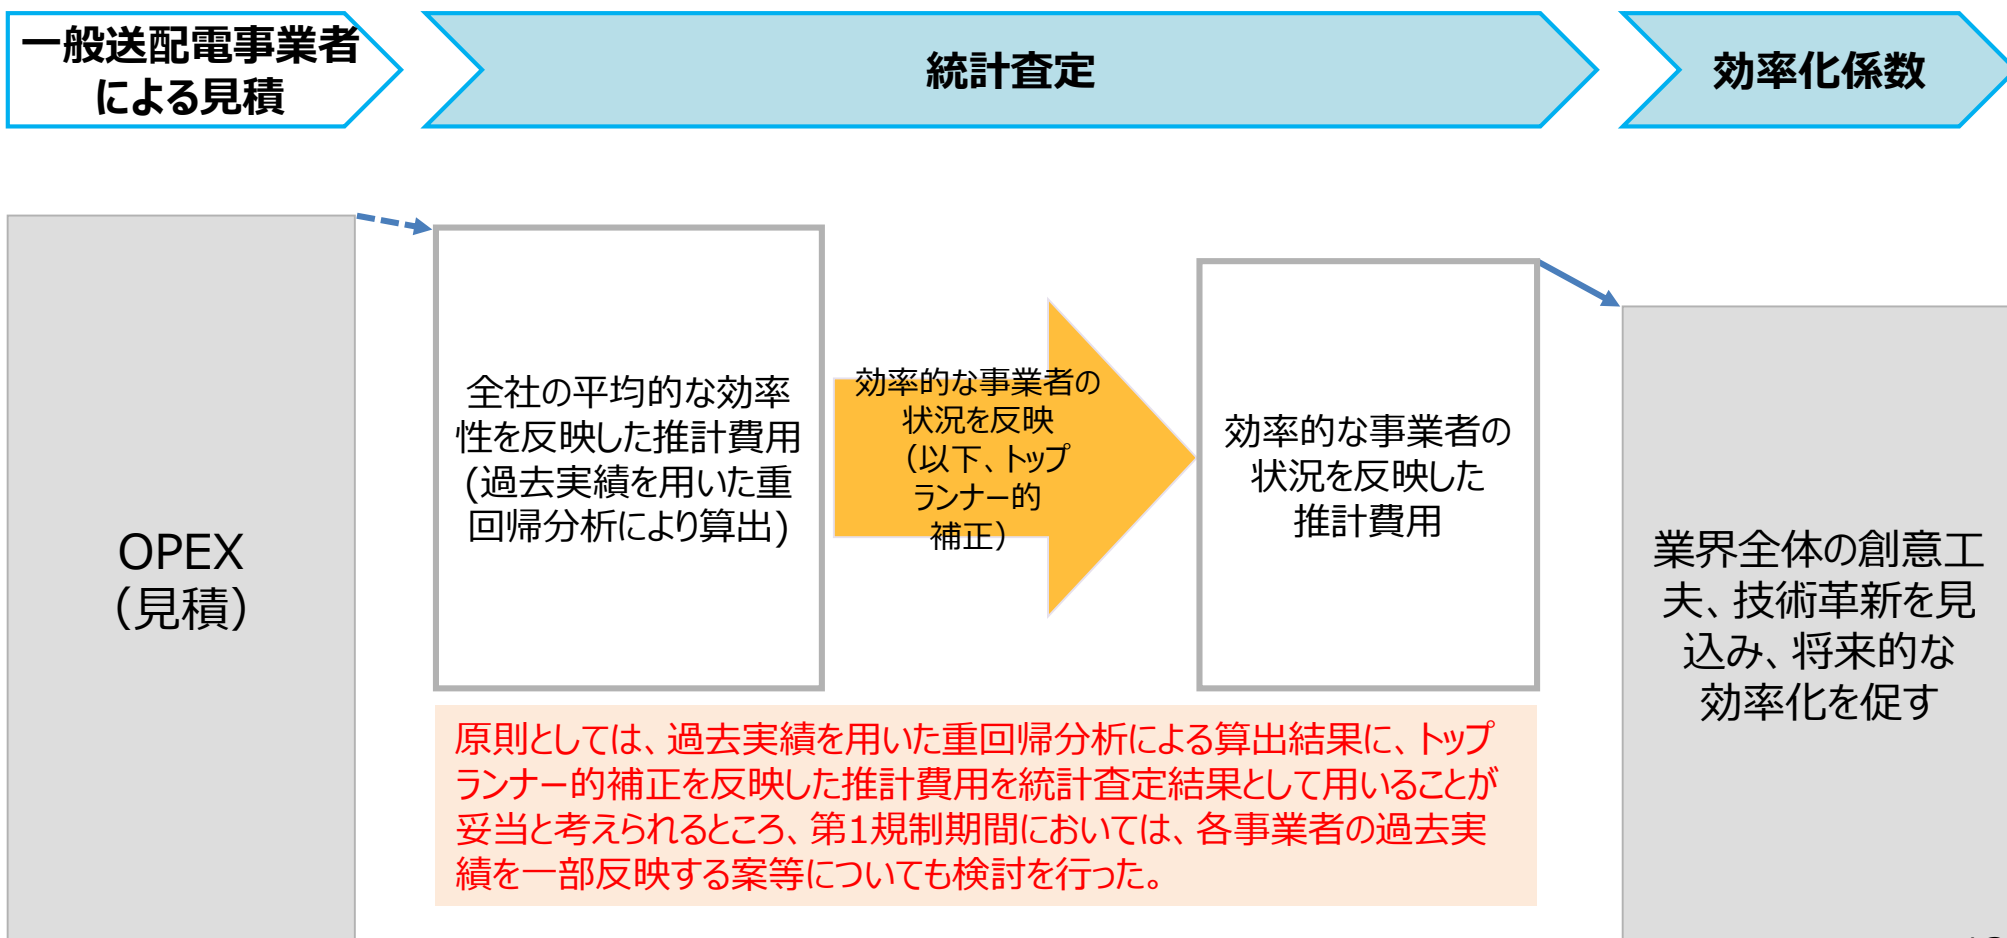 一般送配電事業者
による見積
統計査定
効率化係数
OPEX
（見積）
全社の平均的な効率
性を反映した推計費用
(過去実績を用いた重
回帰分析により算出)
効率的な事業者の
状況を反映
（以下、トップ
ランナー的
補正）
効率的な事業者の
状況を反映した
推計費用
業界全体の創意工
夫、技術革新を見
込み、将来的な
効率化を促す
原則としては、過去実績を用いた重回帰分析による算出結果に、トップ
ランナー的補正を反映した推計費用を統計査定結果として用いることが
妥当と考えられるところ、第1規制期間においては、各事業者の過去実
績を一部反映する案等についても検討を行った。